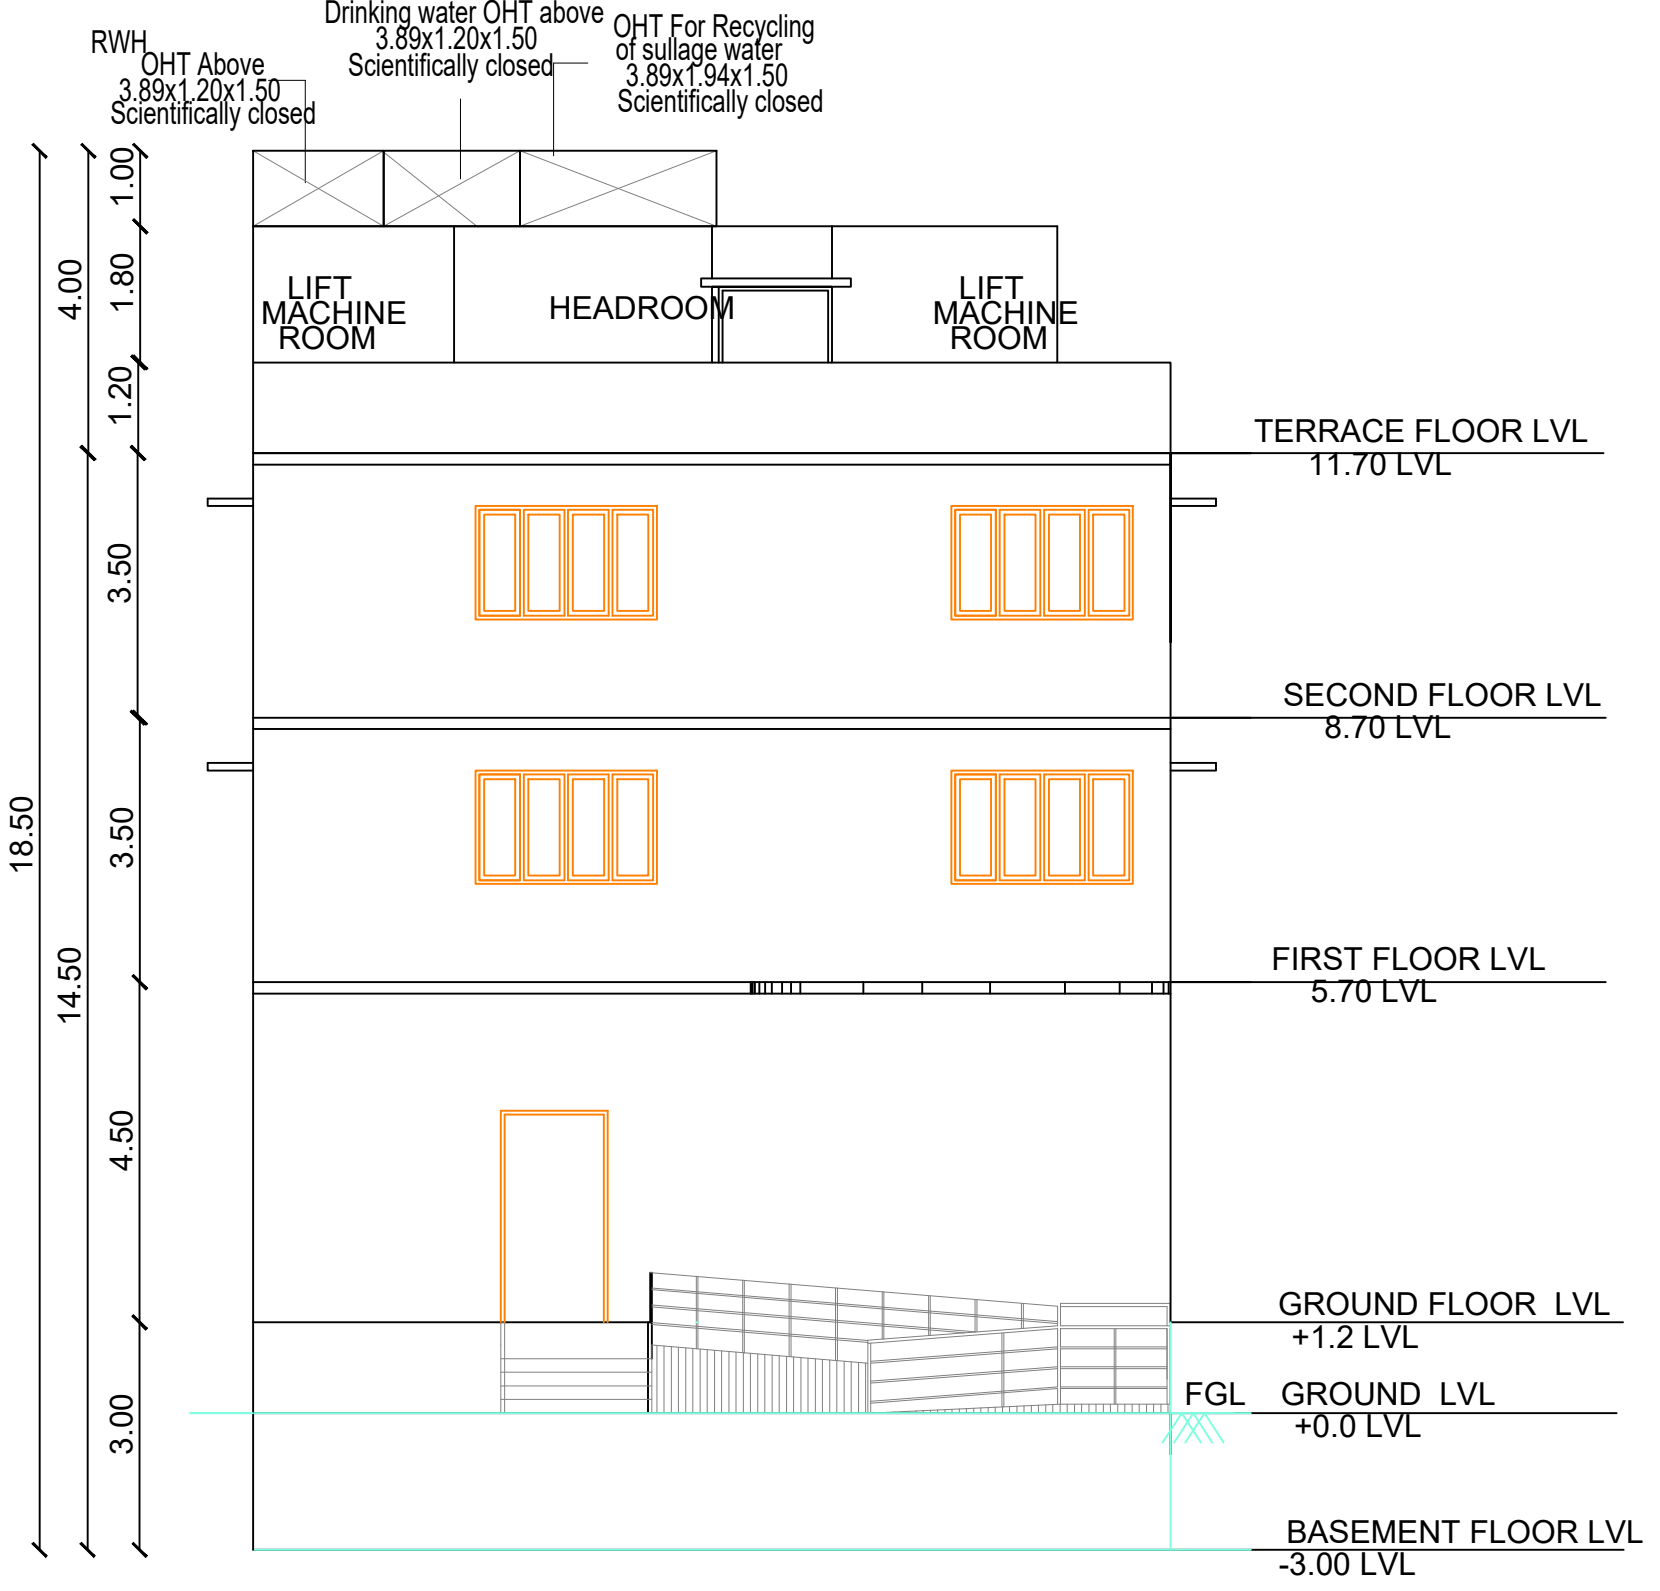 RWH
OHT Above
3.89x1.20x1.50
Scientifically closed
Drinking water OHT above
3.89x1.20x1.50
Scientifically closed
OHT For Recycling
of sullage water
3.89x1.94x1.50
Scientifically closed
1.00
1.80
4.00
1.20
3.50
3.50
18.50
14.50
4.50
3.00
LIFT
MACHINE
ROOM
HEADROOM
LIFT
MACHINE
ROOM
TERRACE FLOOR LVL
11.70 LVL
SECOND FLOOR LVL
8.70 LVL
FIRST FLOOR LVL
5.70 LVL
GROUND FLOOR LVL
+1.2 LVL
FGL GROUND LVL
+0.0 LVL
BASEMENT FLOOR LVL
-3.00 LVL